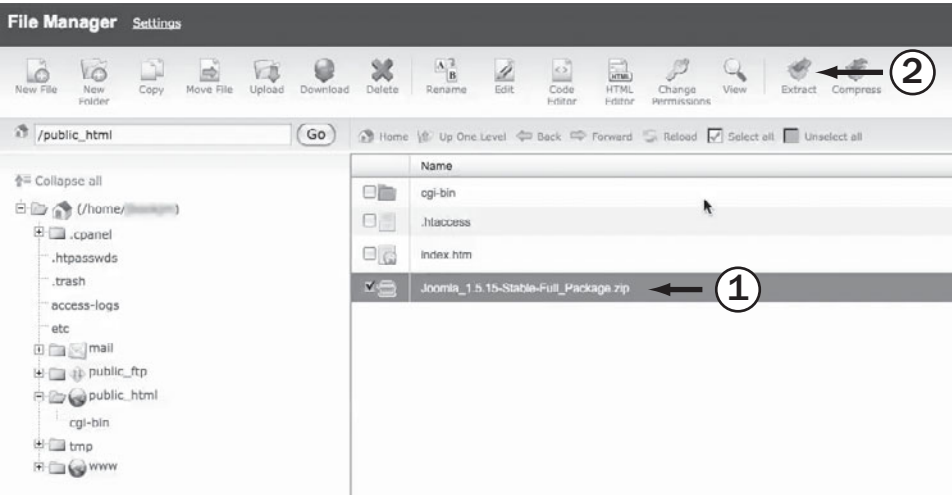 File Manager Settings
New File New Folder Copy Move File Upload Download Delete Rename Edit Code Editor HTML Editor Change Permissions View Extract Compress
A B
HTML
2
/public_html Go Home Up One Level Back Forward Reload Select all Unselect all
Name
Collapse all
cgi-bin
(/home/ )
.htaccess
.cpanel
.htpasswds
index.htm
.trash
Joomla_1.5.15-Stable-Full_Package.zip 1
access-logs
etc
mail
public_ftp
public_html
cgi-bin
tmp
www